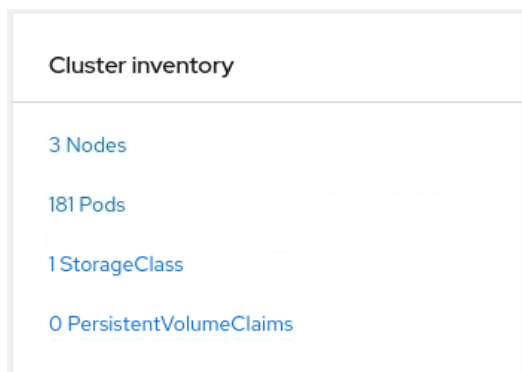 Cluster inventory
3 Nodes
181 Pods
1 StorageClass
0 PersistentVolumeClaims